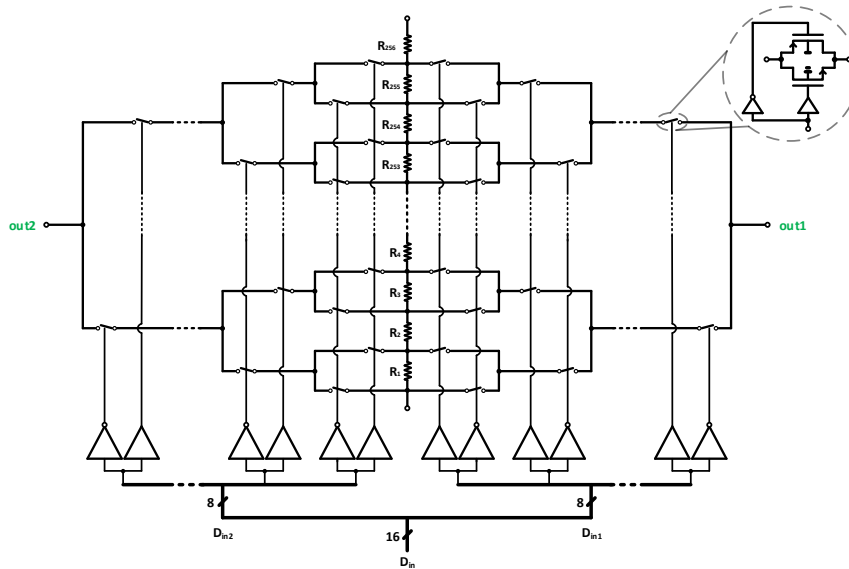 R256
R255
R254
R253
out2
out1
R4
R3
R2
R1
8
8
Din2
Din1
16
Din